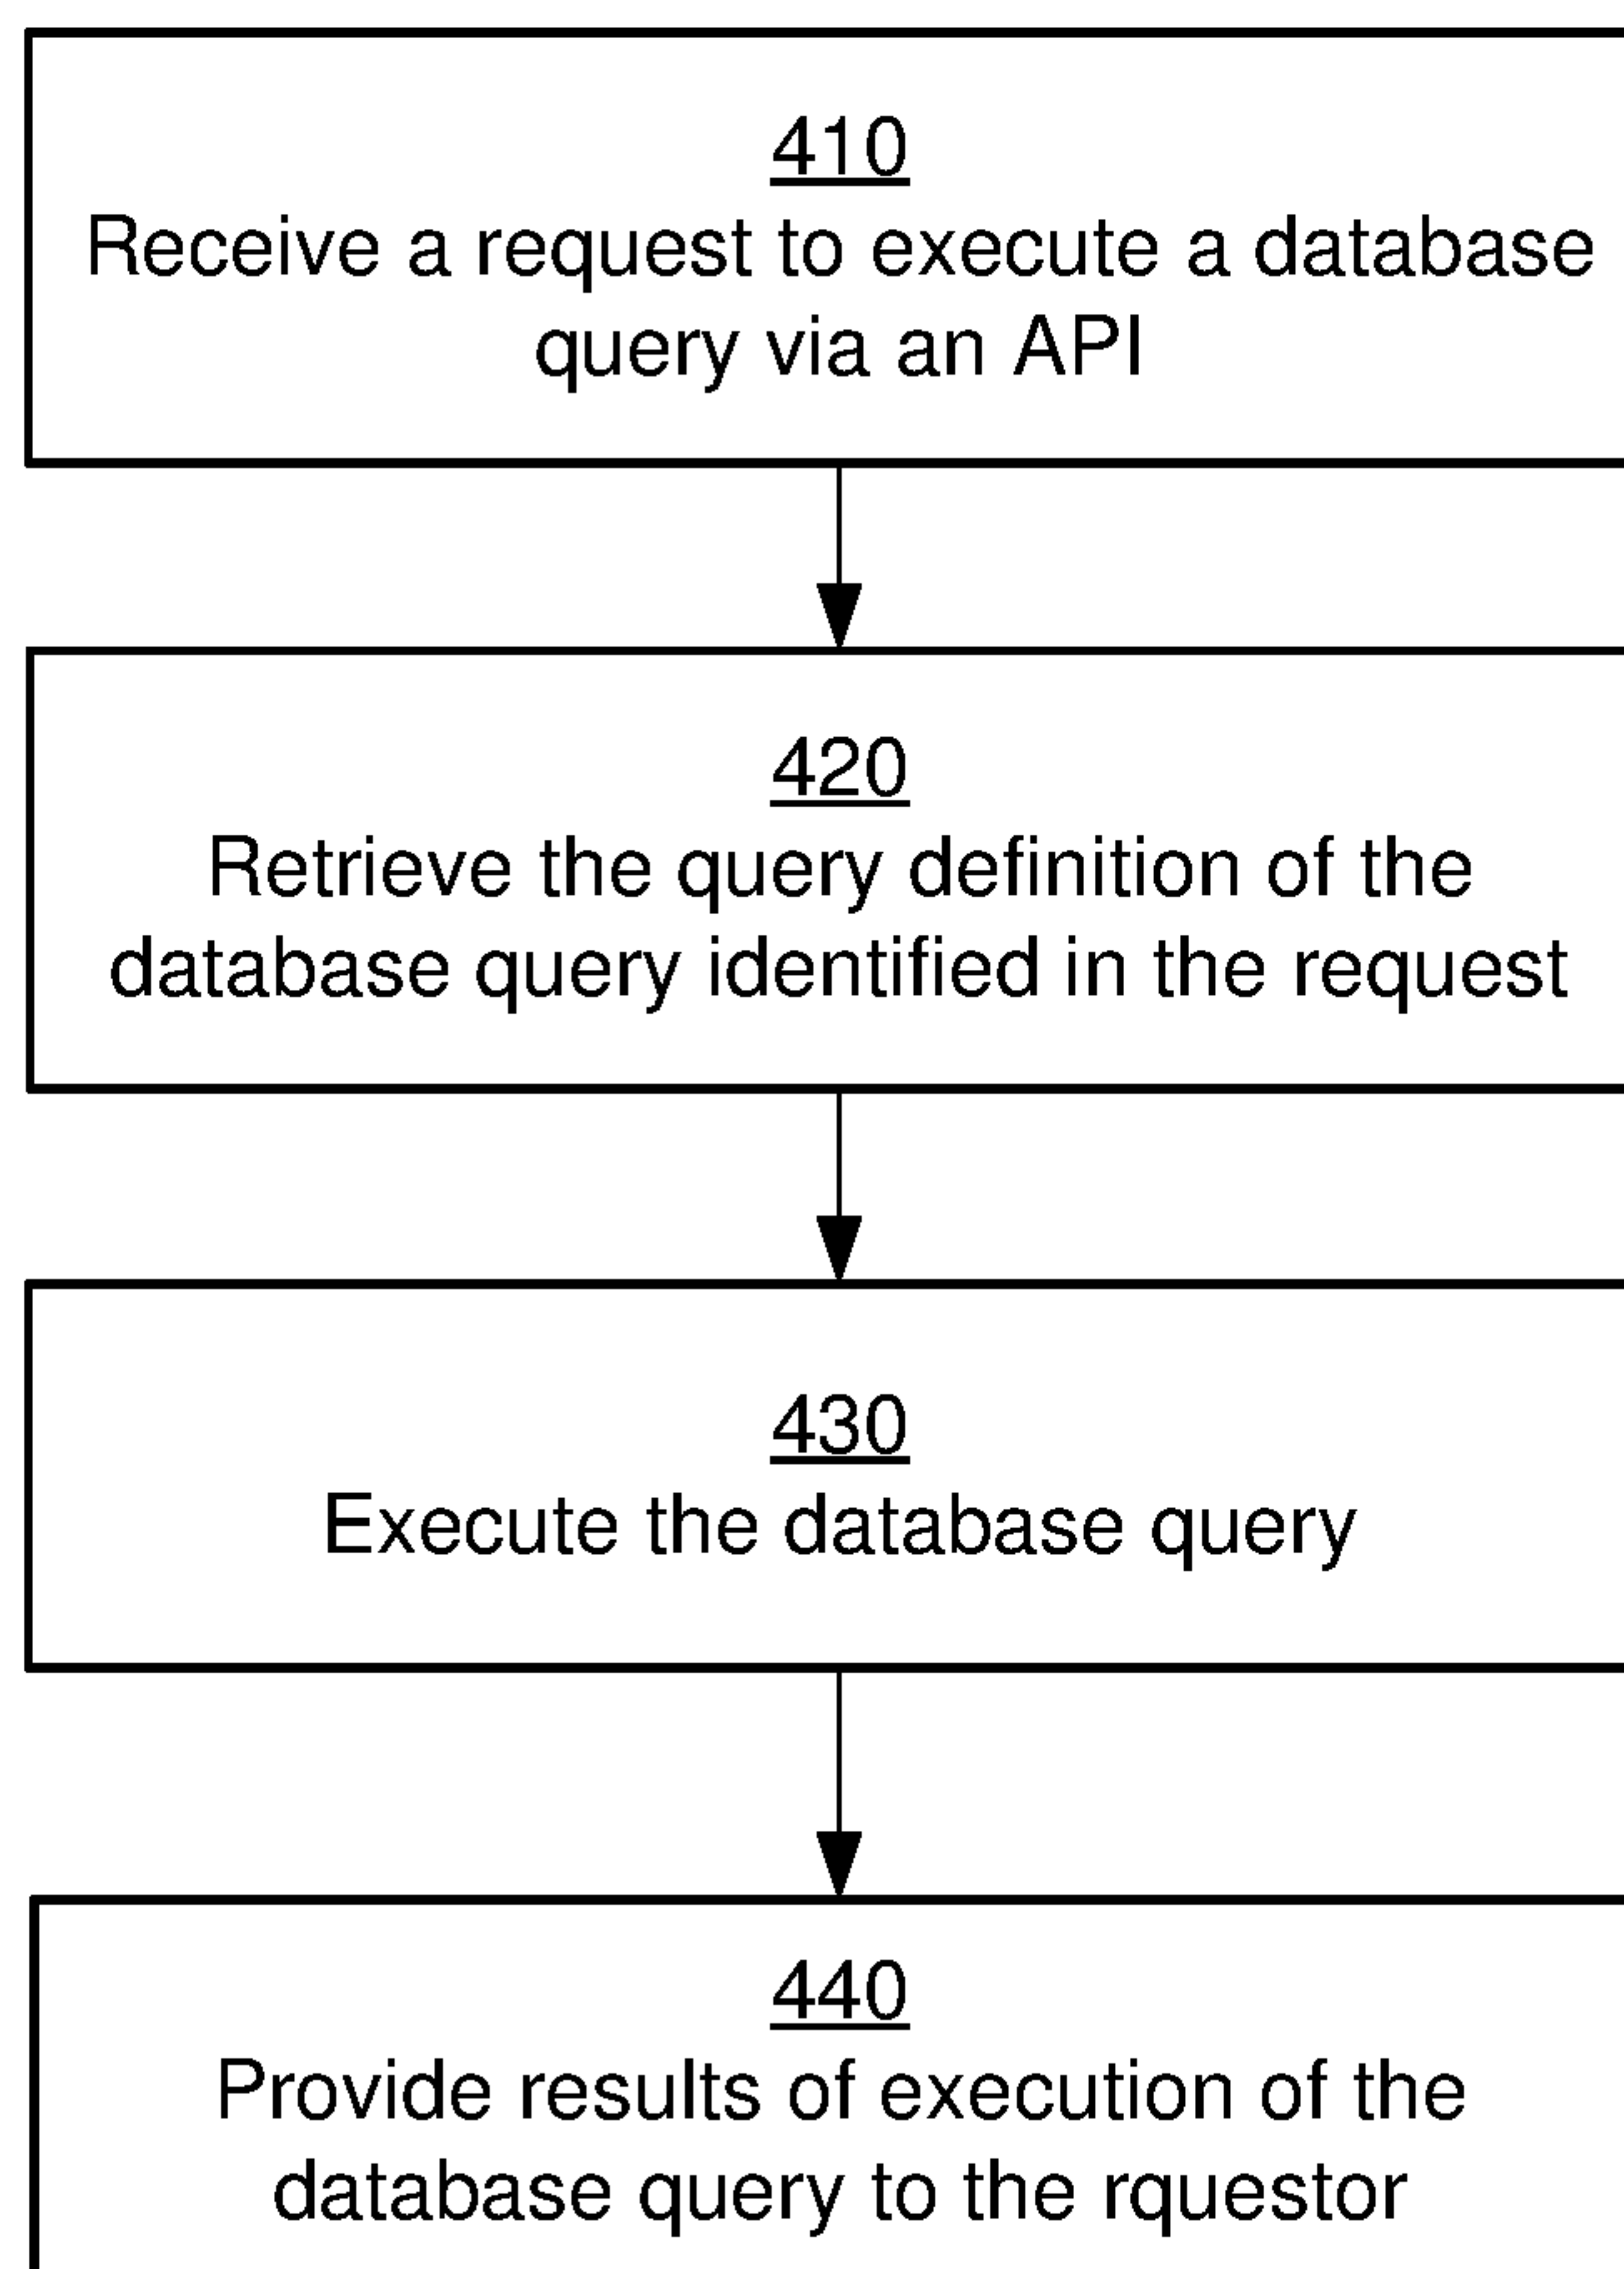 410
Receive a request to execute a database
query via an API
420
Retrieve the query definition of the
database query identified in the request
430
Execute the database query
440
Provide results of execution of the
database query to the rquestor